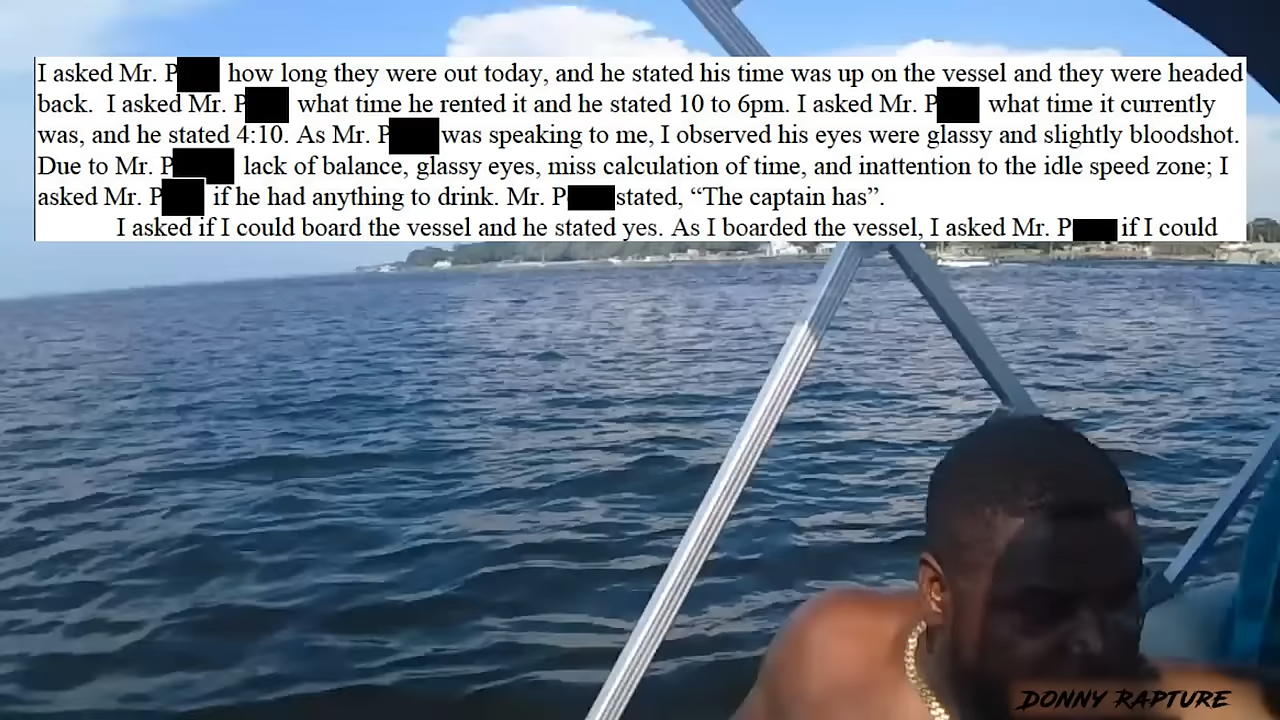 I asked Mr. P how long they were out today, and he stated his time was up on the vessel and they were headed
back. I asked Mr. P what time he rented it and he stated 10 to 6pm. I asked Mr. P what time it currently
was, and he stated 4:10. As Mr. P was speaking to me, I observed his eyes were glassy and slightly bloodshot.
Due to Mr. P lack of balance, glassy eyes, miss calculation of time, and inattention to the idle speed zone; I
asked Mr. P if he had anything to drink. Mr. P stated, “The captain has”.
I asked if I could board the vessel and he stated yes. As I boarded the vessel, I asked Mr. P if I could
DONNY RAPTURE